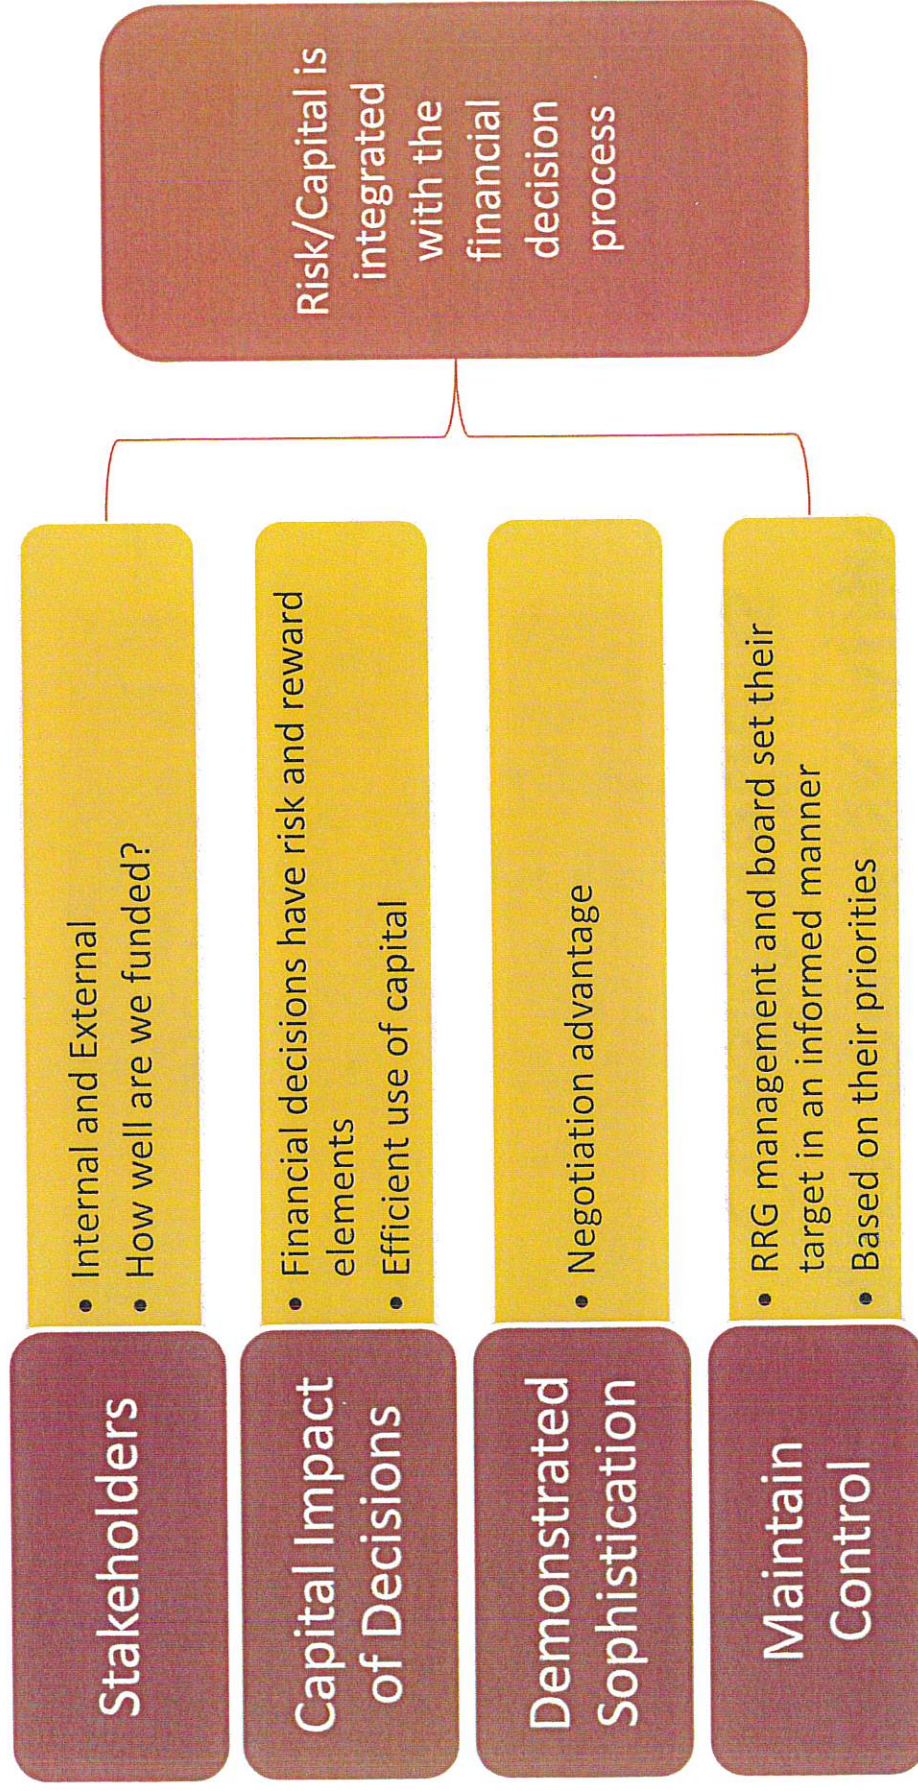 Stakeholders
• Internal and External
• How well are we funded?
Capital Impact
of Decisions
• Financial decisions have risk and reward
elements
• Efficient use of capital
Demonstrated
Sophistication
• Negotiation advantage
Maintain
Control
• RRG management and board set their
target in an informed manner
• Based on their priorities
Risk/Capital is
integrated
with the
financial
decision
process